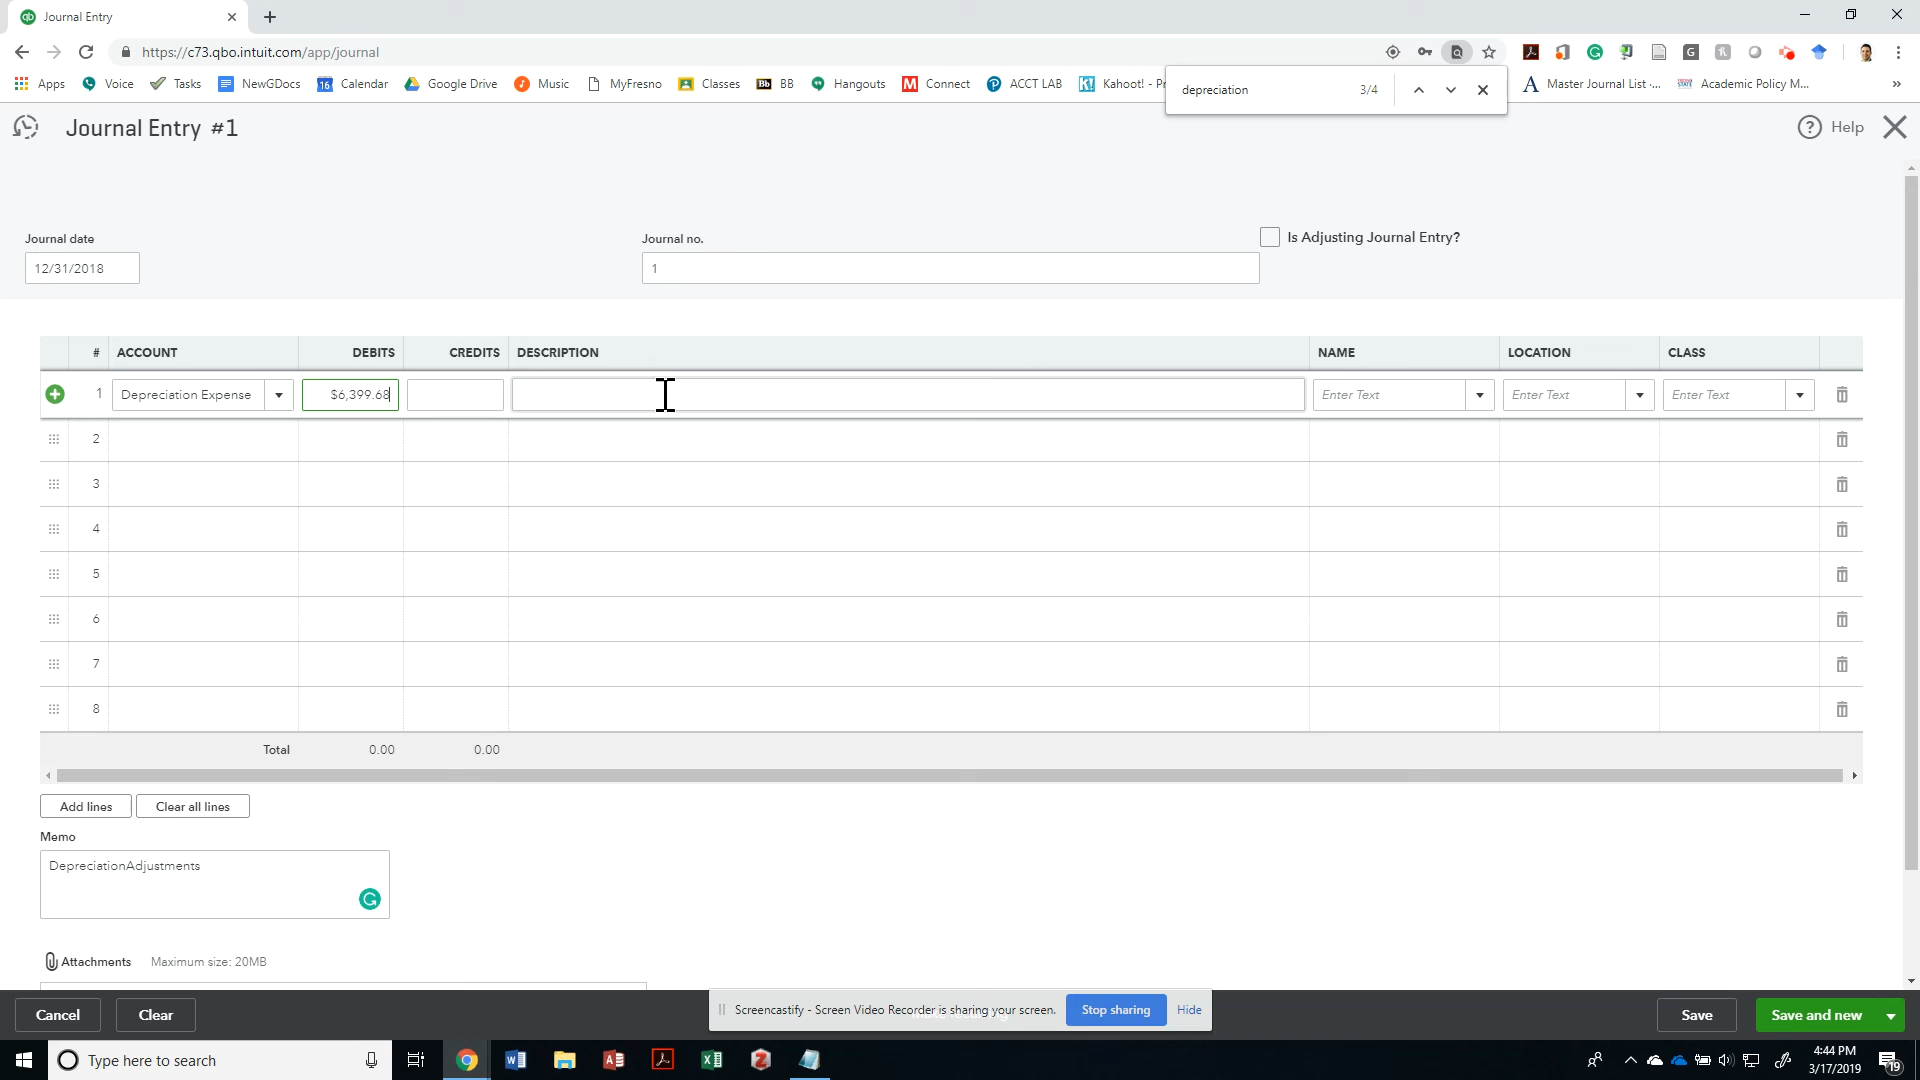 Journal Entry
https://c73.qbo.intuit.com/app/journal
Apps Voice Tasks NewGDocs Calendar Google Drive Music MyFresno Classes BB Hangouts Connect ACCT LAB Kahoot! - Pr Master Journal List -... Academic Policy M... »
depreciation 3/4
Journal Entry #1
Help
Journal date
12/31/2018
Journal no.
1
Is Adjusting Journal Entry?
# ACCOUNT DEBITS CREDITS DESCRIPTION NAME LOCATION CLASS
1 Depreciation Expense $6,399.68 Enter Text Enter Text Enter Text
2
3
4
5
6
7
8
Total 0.00 0.00
Add lines Clear all lines
Memo
DepreciationAdjustments
Attachments Maximum size: 20MB
Cancel Clear Screencastify - Screen Video Recorder is sharing your screen. Stop sharing Hide Save Save and new
Type here to search
4:44 PM
3/17/2019
19